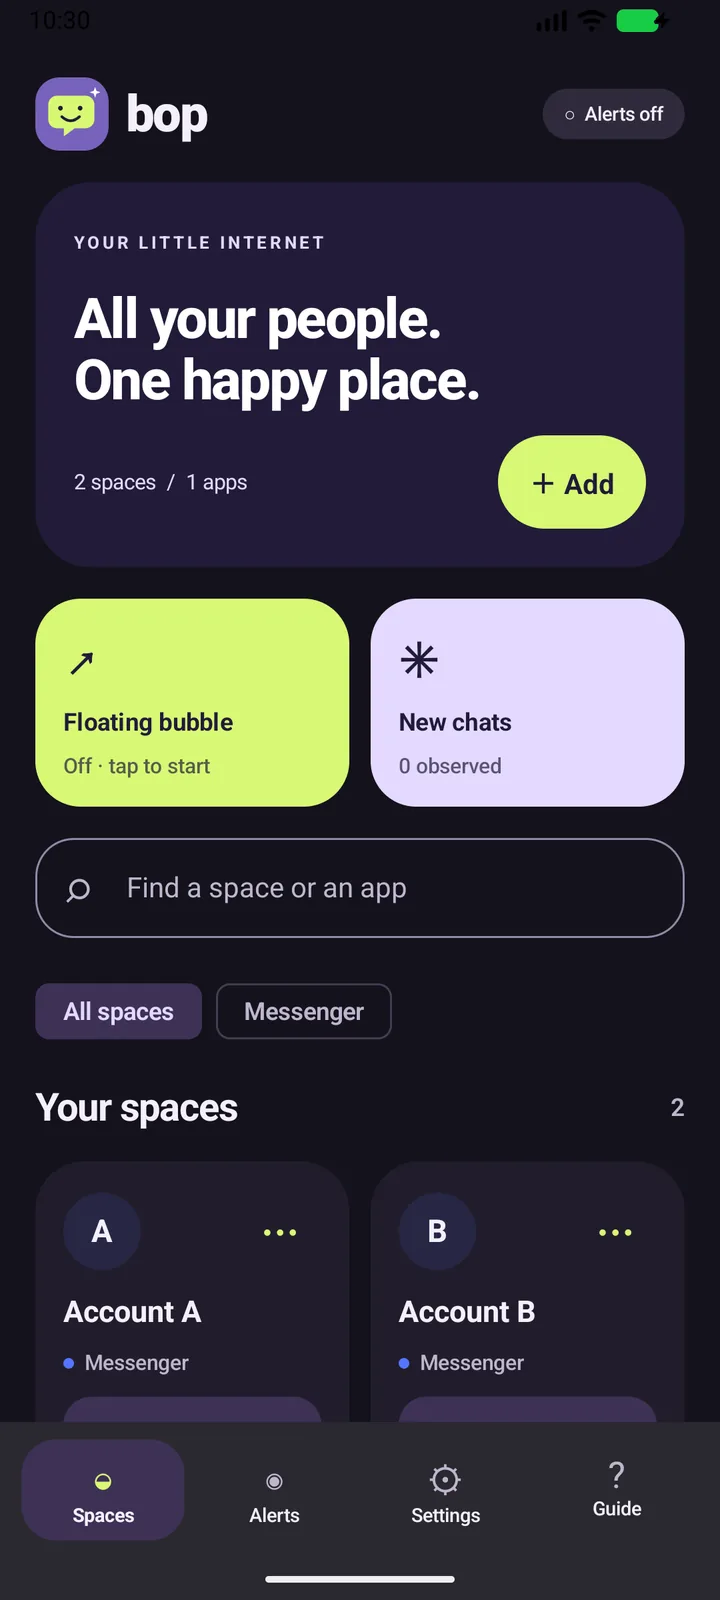 10:30
bop
Alerts off
YOUR LITTLE INTERNET
All your people.
One happy place.
2 spaces / 1 apps
+ Add
Floating bubble
Off · tap to start
New chats
0 observed
Find a space or an app
All spaces
Messenger
Your spaces
2
A
Account A
Messenger
B
Account B
Messenger
Spaces
Alerts
Settings
?
Guide